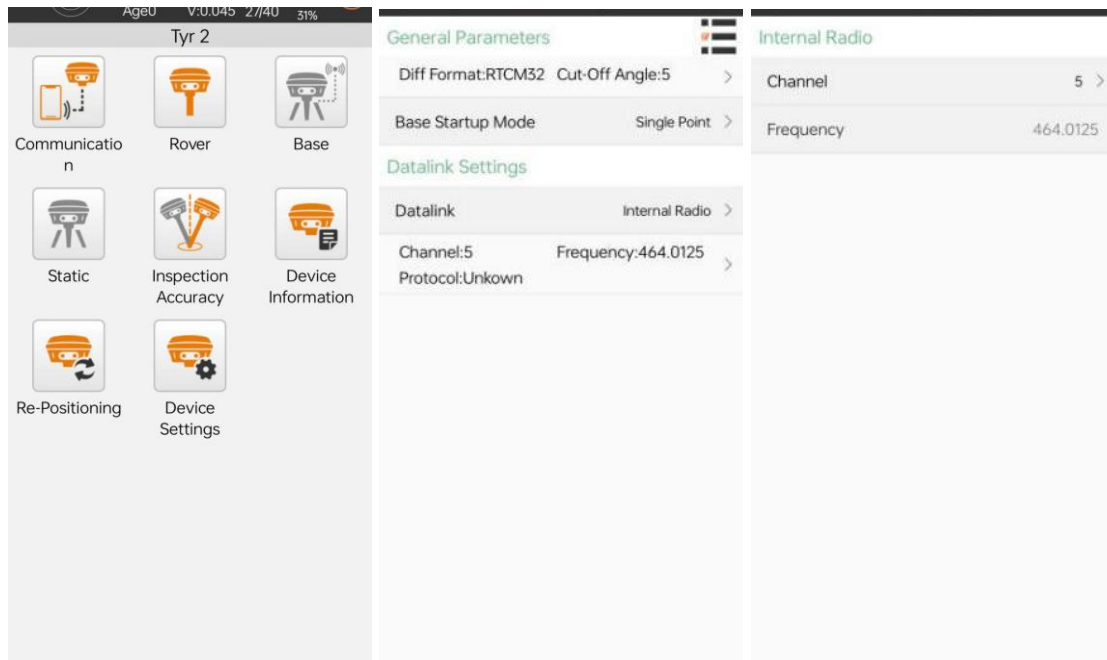 Age0 V:0.045 27/40 31%
Tyr 2
Communicatio
n
Rover
Base
Static
Inspection
Accuracy
Device
Information
Re-Positioning
Device
Settings
General Parameters
Diff Format:RTCM32 Cut-Off Angle:5
Base Startup Mode Single Point
Datalink Settings
Datalink Internal Radio
Channel:5 Frequency:464.0125
Protocol:Unkown
Internal Radio
Channel 5
Frequency 464.0125